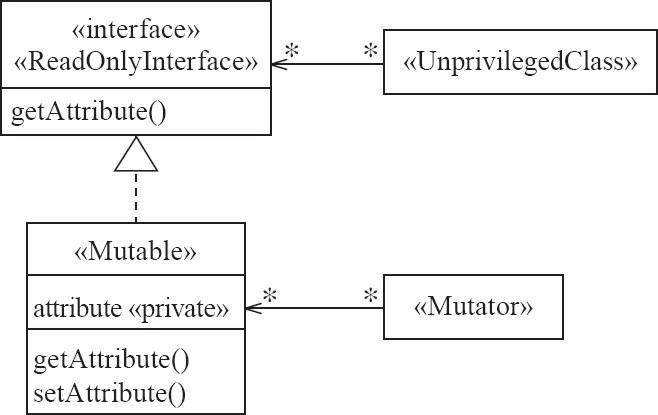 «interface»
«ReadOnlyInterface»
getAttribute()
* *
«UnprivilegedClass»
«Mutable»
attribute «private»
getAttribute()
setAttribute()
* *
«Mutator»